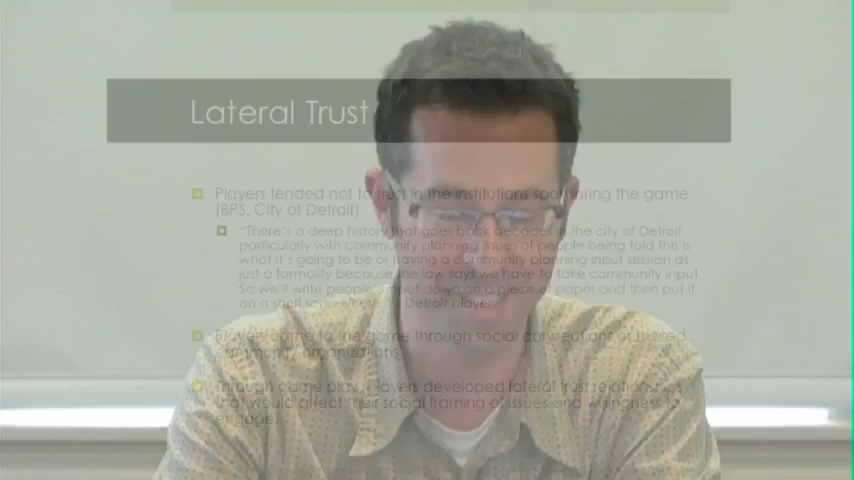 Lateral Trust
Players tended not to trust in the institutions sponsoring the game
(BPS, City of Detroit)
"There's a deep history that goes back decades in the city of Detroit
particularly with community planning issues of people being told this is
what it's going to be or having a community planning input session as
just a formality because the law says we have to take community input.
So we'll write people's input down on a piece of paper and then put it
on a shelf somewhere." Detroit player
Players came to the game through social connections or trusted
community organizations
Through game play, players developed lateral trust relationships
that would affect their social framing of issues and willingness to
engage.